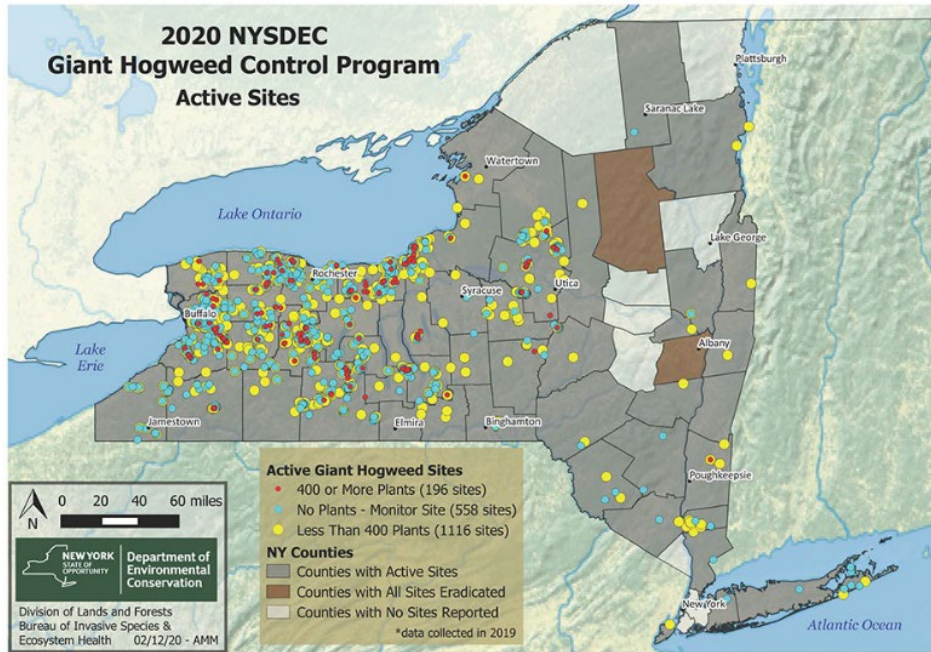 2020 NYSDEC
Giant Hogweed Control Program
Active Sites
Plattsburgh
Saranac Lake
Watertown
Lake Ontario
Lake George
Rochester
Syracuse
Utica
Buffalo
Albany
Lake
Erie
Jamestown
Elmira
Binghamton
Poughkeepsie
New York
Atlantic Ocean
N
0 20 40 60 miles
NEW YORK
STATE OF
OPPORTUNITY
Department of
Environmental
Conservation
Division of Lands and Forests
Bureau of Invasive Species &
Ecosystem Health 02/12/20 - AMM
Active Giant Hogweed Sites
400 or More Plants (196 sites)
No Plants - Monitor Site (558 sites)
Less Than 400 Plants (1116 sites)
NY Counties
Counties with Active Sites
Counties with All Sites Eradicated
Counties with No Sites Reported
*data collected in 2019